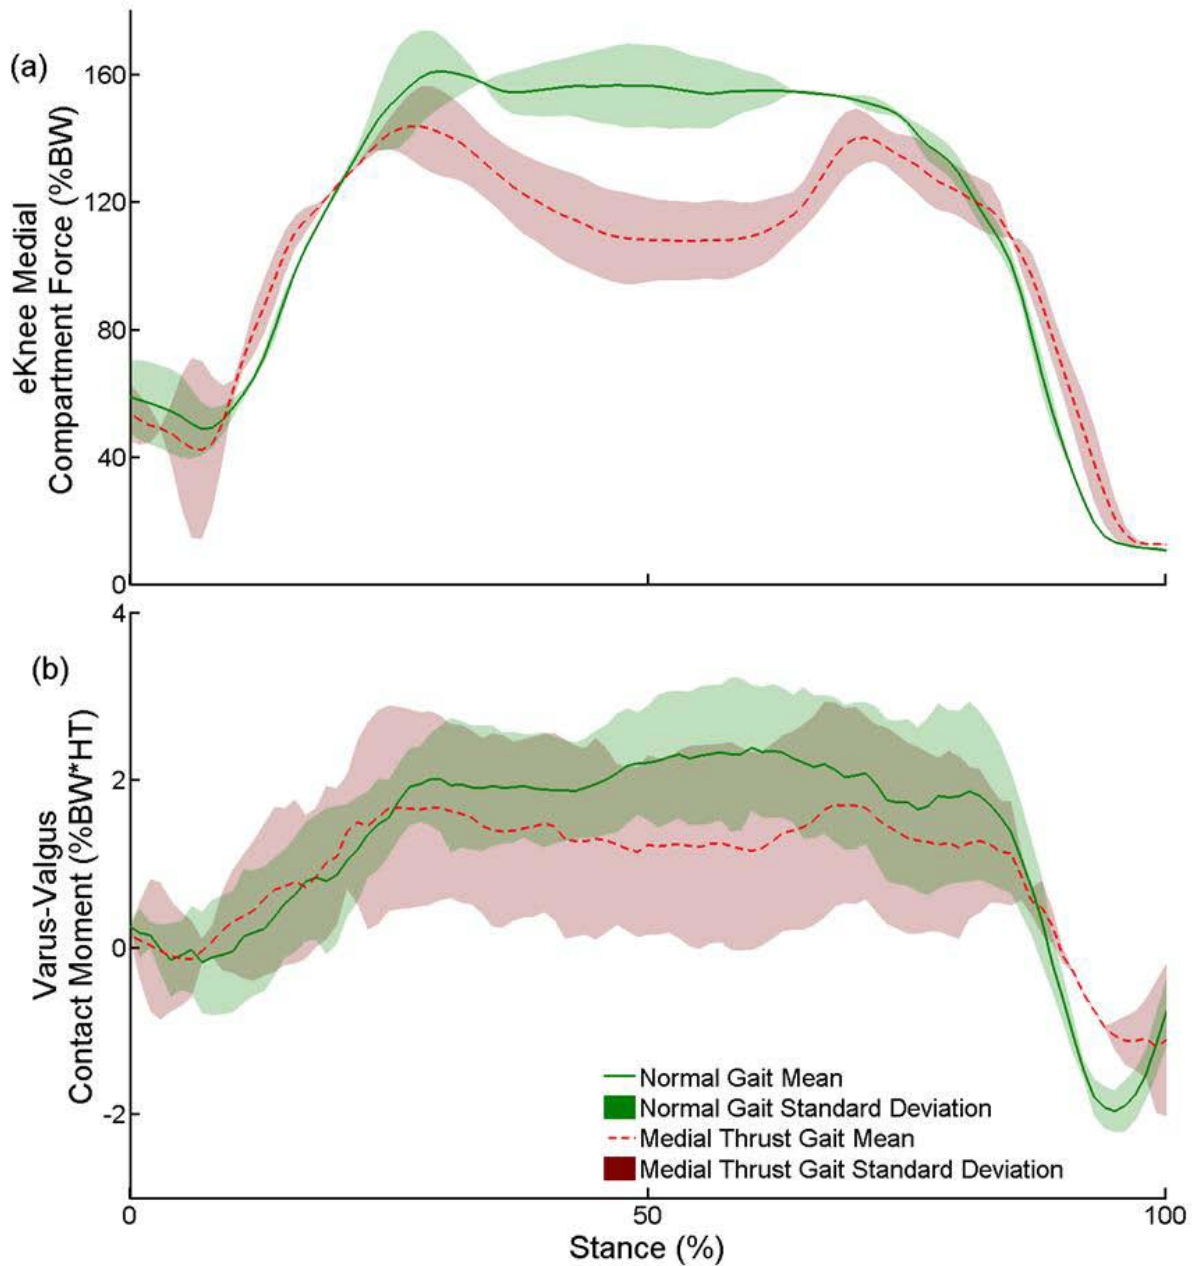 (a)
eKnee Medial
Compartment Force (%BW)
160
120
80
40
0
(b)
Varus-Valgus
Contact Moment (%BW*HT)
4
2
0
-2
Normal Gait Mean
Normal Gait Standard Deviation
Medial Thrust Gait Mean
Medial Thrust Gait Standard Deviation
0
50
100
Stance (%)